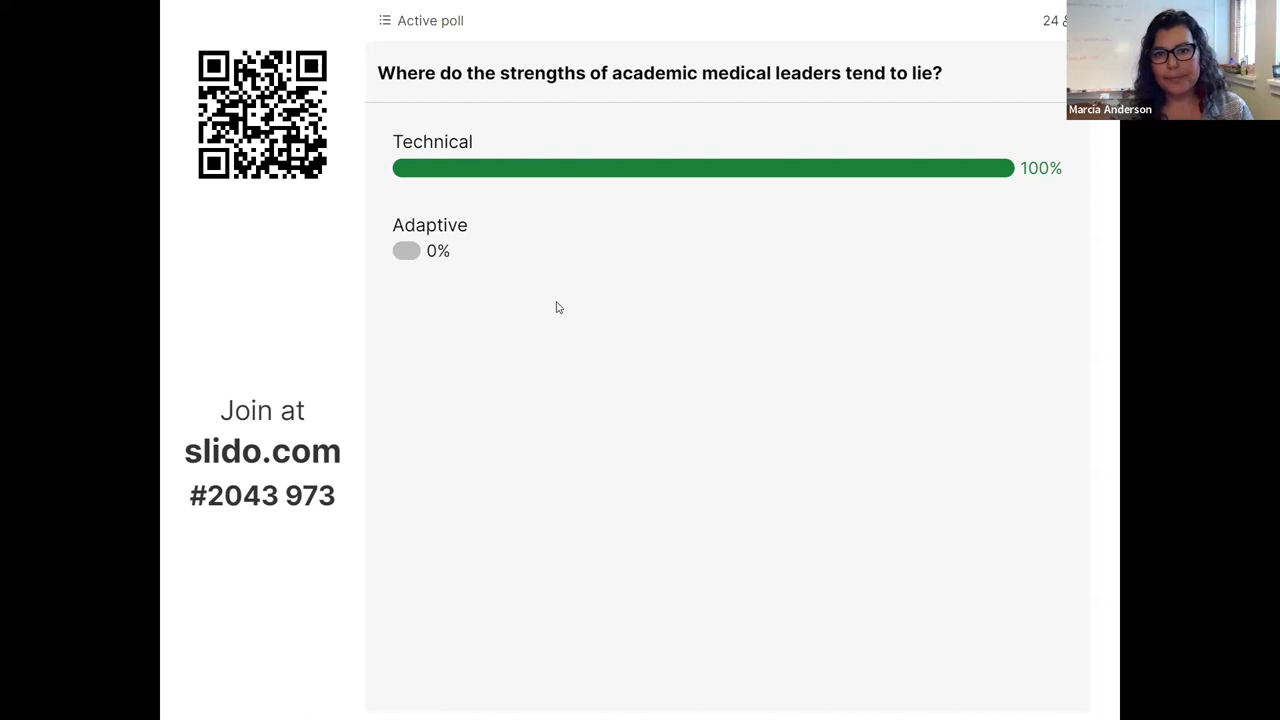 Active poll
24
Where do the strengths of academic medical leaders tend to lie?
Marcia Anderson
Technical
100%
Adaptive
0%
Join at
slido.com
#2043 973